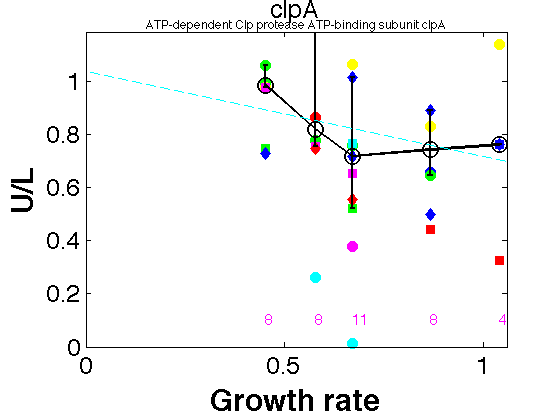 clpA
ATP-dependent Clp protease ATP-binding subunit clpA
U/L
1
0.8
0.6
0.4
0.2
0
8 8 11 8 4
0 0.5 1
Growth rate